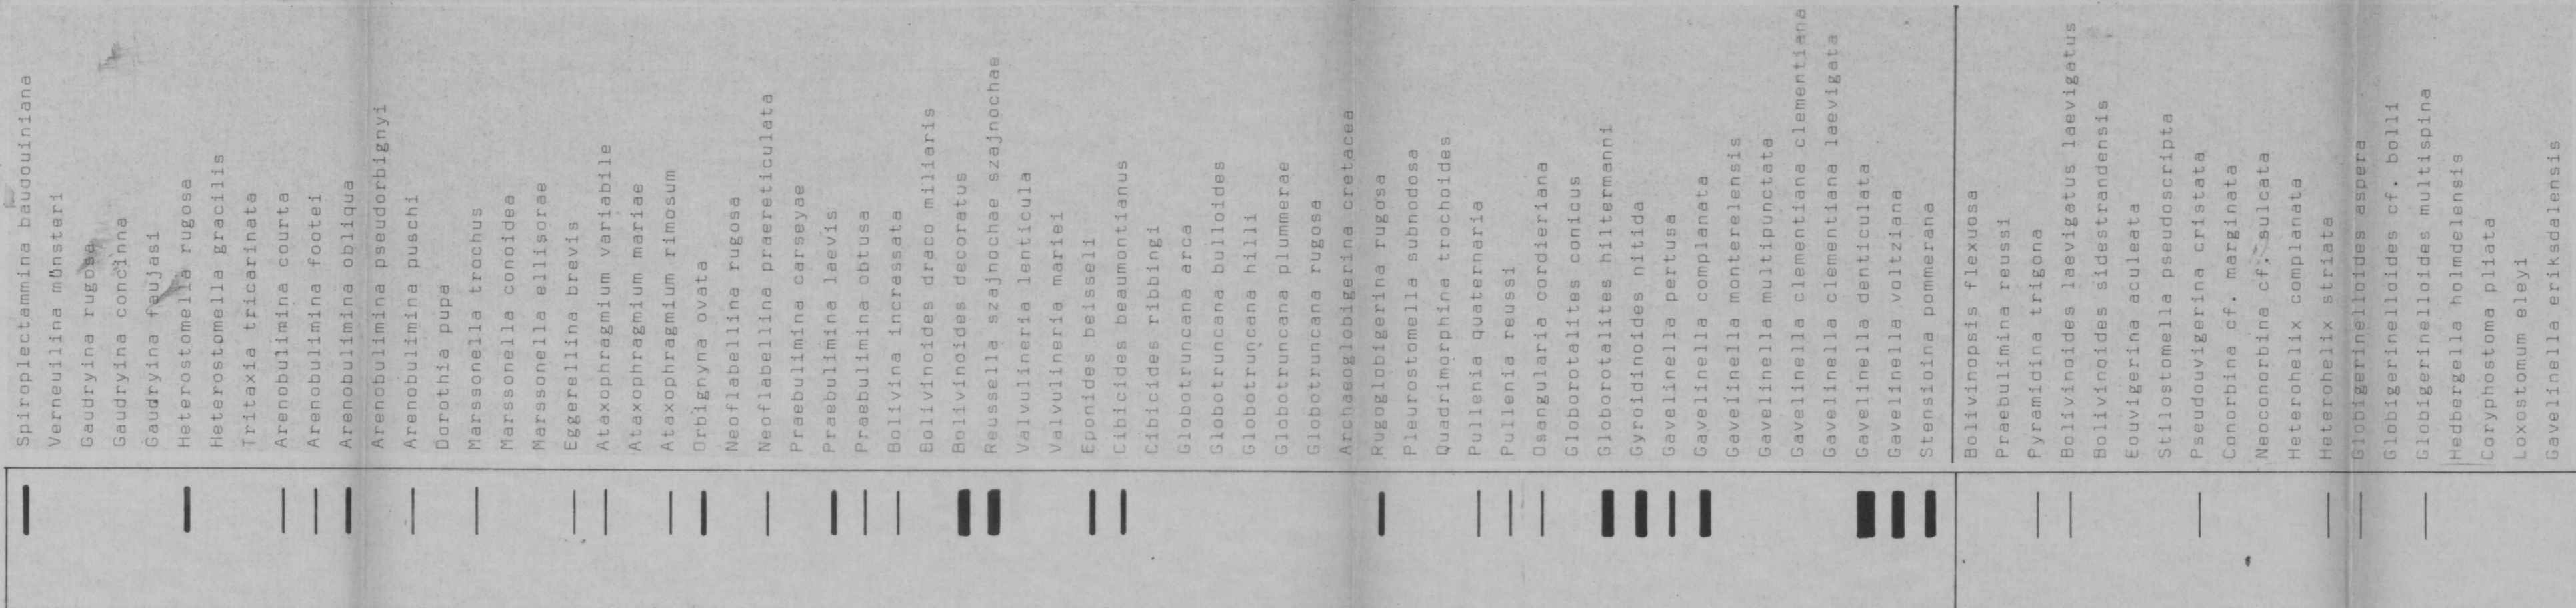 Spiroplectammina baudouiniana
Verneuilina münsteri
Gaudryina rugosa
Gaudryina concinna
Gaudryina faujasi
Heterostomella rugosa
Heterostomella gracilis
Tritaxia tricarinata
Arenobulimina courta
Arenobulimina footei
Arenobulimina obliqua
Arenobulimina pseudorbignyi
Arenobulimina puschi
Dorothia pupa
Marssonella trochus
Marssonella conoidea
Marssonella ellisorae
Eggerellina brevis
Ataxophragmium variabile
Ataxophragmium mariae
Ataxophragmium rimosum
Orbignyna ovata
Neoflabellina rugosa
Neoflabellina praereticulata
Praebulimina carseyae
Praebulimina laevis
Praebulimina obtusa
Bolivina incrassata
Bolivinoides draco miliaris
Bolivinoides decoratus
Reussella szajnochae szajnochae
Valvulineria lenticula
Valvulineria mariei
Eponides beisseli
Cibicides beaumontianus
Cibicides ribbingi
Globotruncana arca
Globotruncana bulloides
Globotruncana hilli
Globotruncana plummerae
Globotruncana rugosa
Archaeoglobigerina cretacea
Rugoglobigerina rugosa
Pleurostomella subnodosa
Quadrimorphina trochoides
Pullenia quaternaria
Pullenia reussi
Osangularia cordieriana
Globorotalites conicus
Globorotalites hiltermanni
Gyroidinoides nitida
Gavelinella pertusa
Gavelinella complanata
Gavelinella montereiensis
Gavelinella multipunctata
Gavelinella clementiana clementiana
Gavelinella clementiana laevigata
Gavelinella denticulata
Gavelinella voltziana
Stensioina pommerana
Bolivinopsis flexuosa
Praebulimina reussi
Pyramidina trigona
Bolivinoides laevigatus laevigatus
Bolivinoides sidestrandensis
Eouvigerina aculeata
Stilostomella pseudoscripta
Pseudouvigerina cristata
Conorbina cf. marginata
Neoconorbina cf. sulcata
Heterohelix complanata
Heterohelix striata
Globigerinelloides aspera
Globigerinelloides cf. bolli
Globigerinelloides multispina
Hedbergella holmdelensis
Coryphostoma pliata
Loxostomum eleyi
Gavelinella eriksdalensis